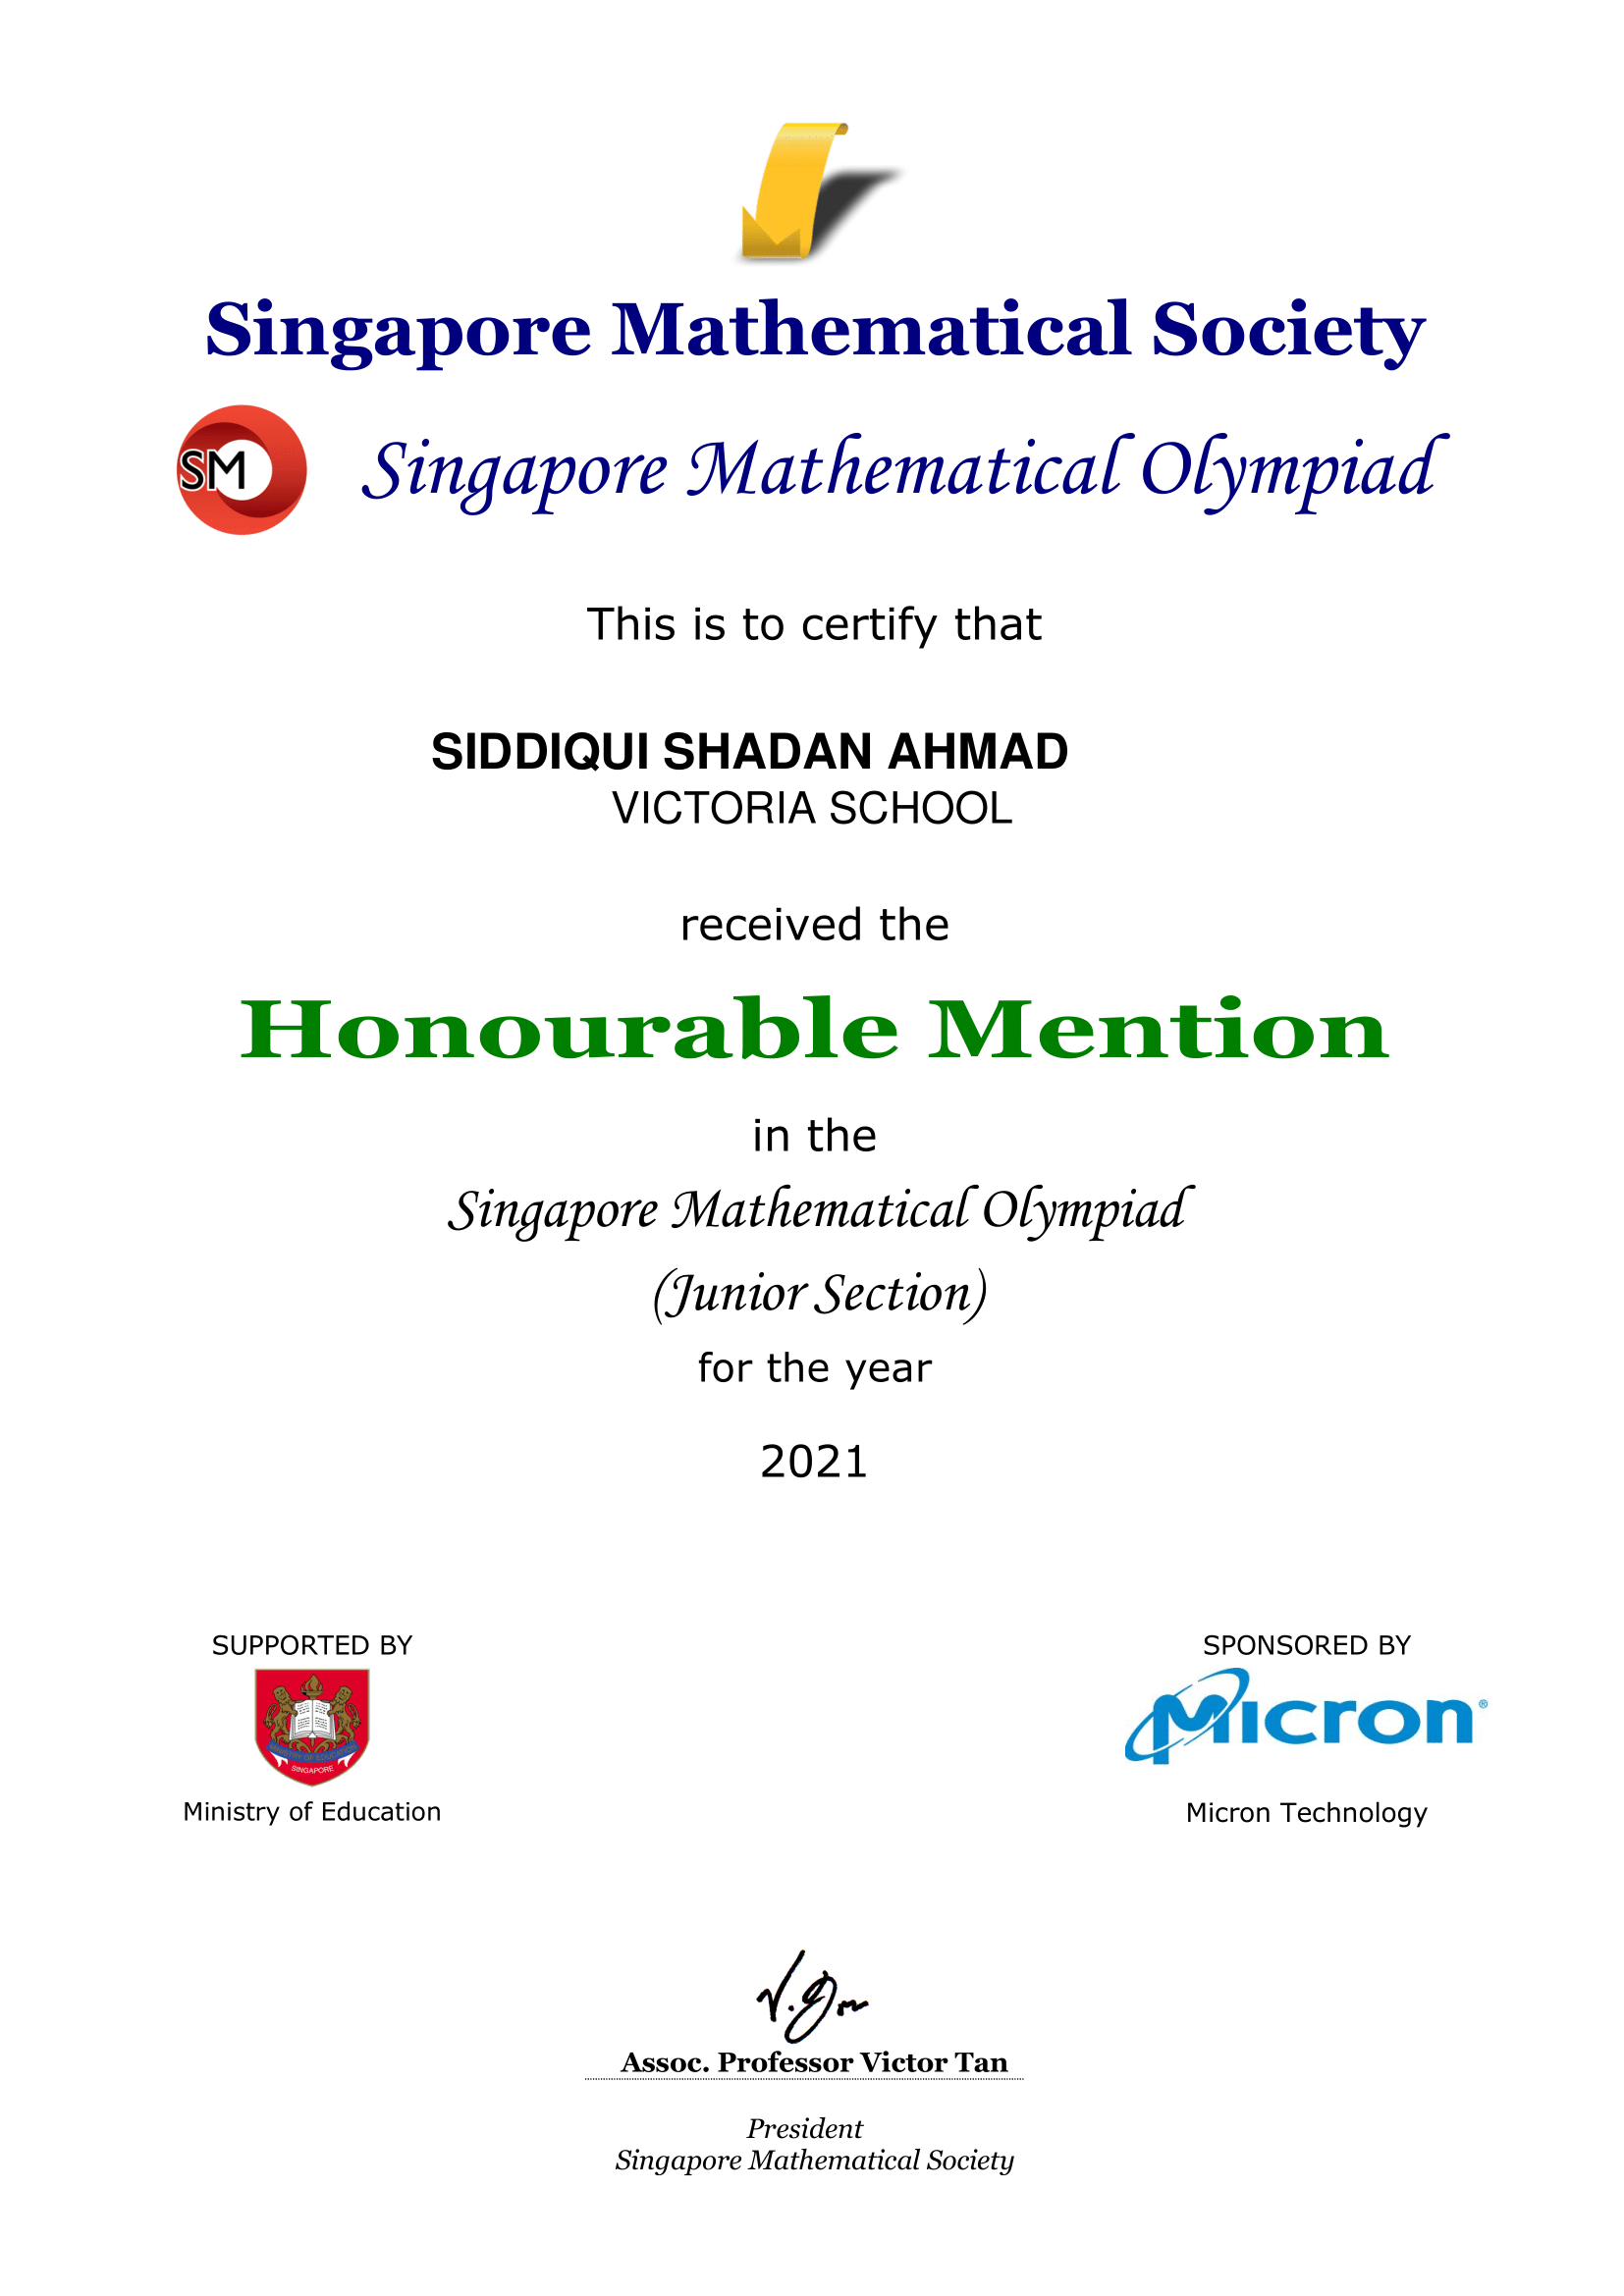 Singapore Mathematical Society
SM
Singapore Mathematical Olympiad
This is to certify that
SIDDIQUI SHADAN AHMAD
VICTORIA SCHOOL
received the
Honourable Mention
in the
Singapore Mathematical Olympiad
(Junior Section)
for the year
2021
SUPPORTED BY
MINISTRY OF EDUCATION
SINGAPORE
Ministry of Education
SPONSORED BY
Micron®
Micron Technology
Assoc. Professor Victor Tan
President
Singapore Mathematical Society